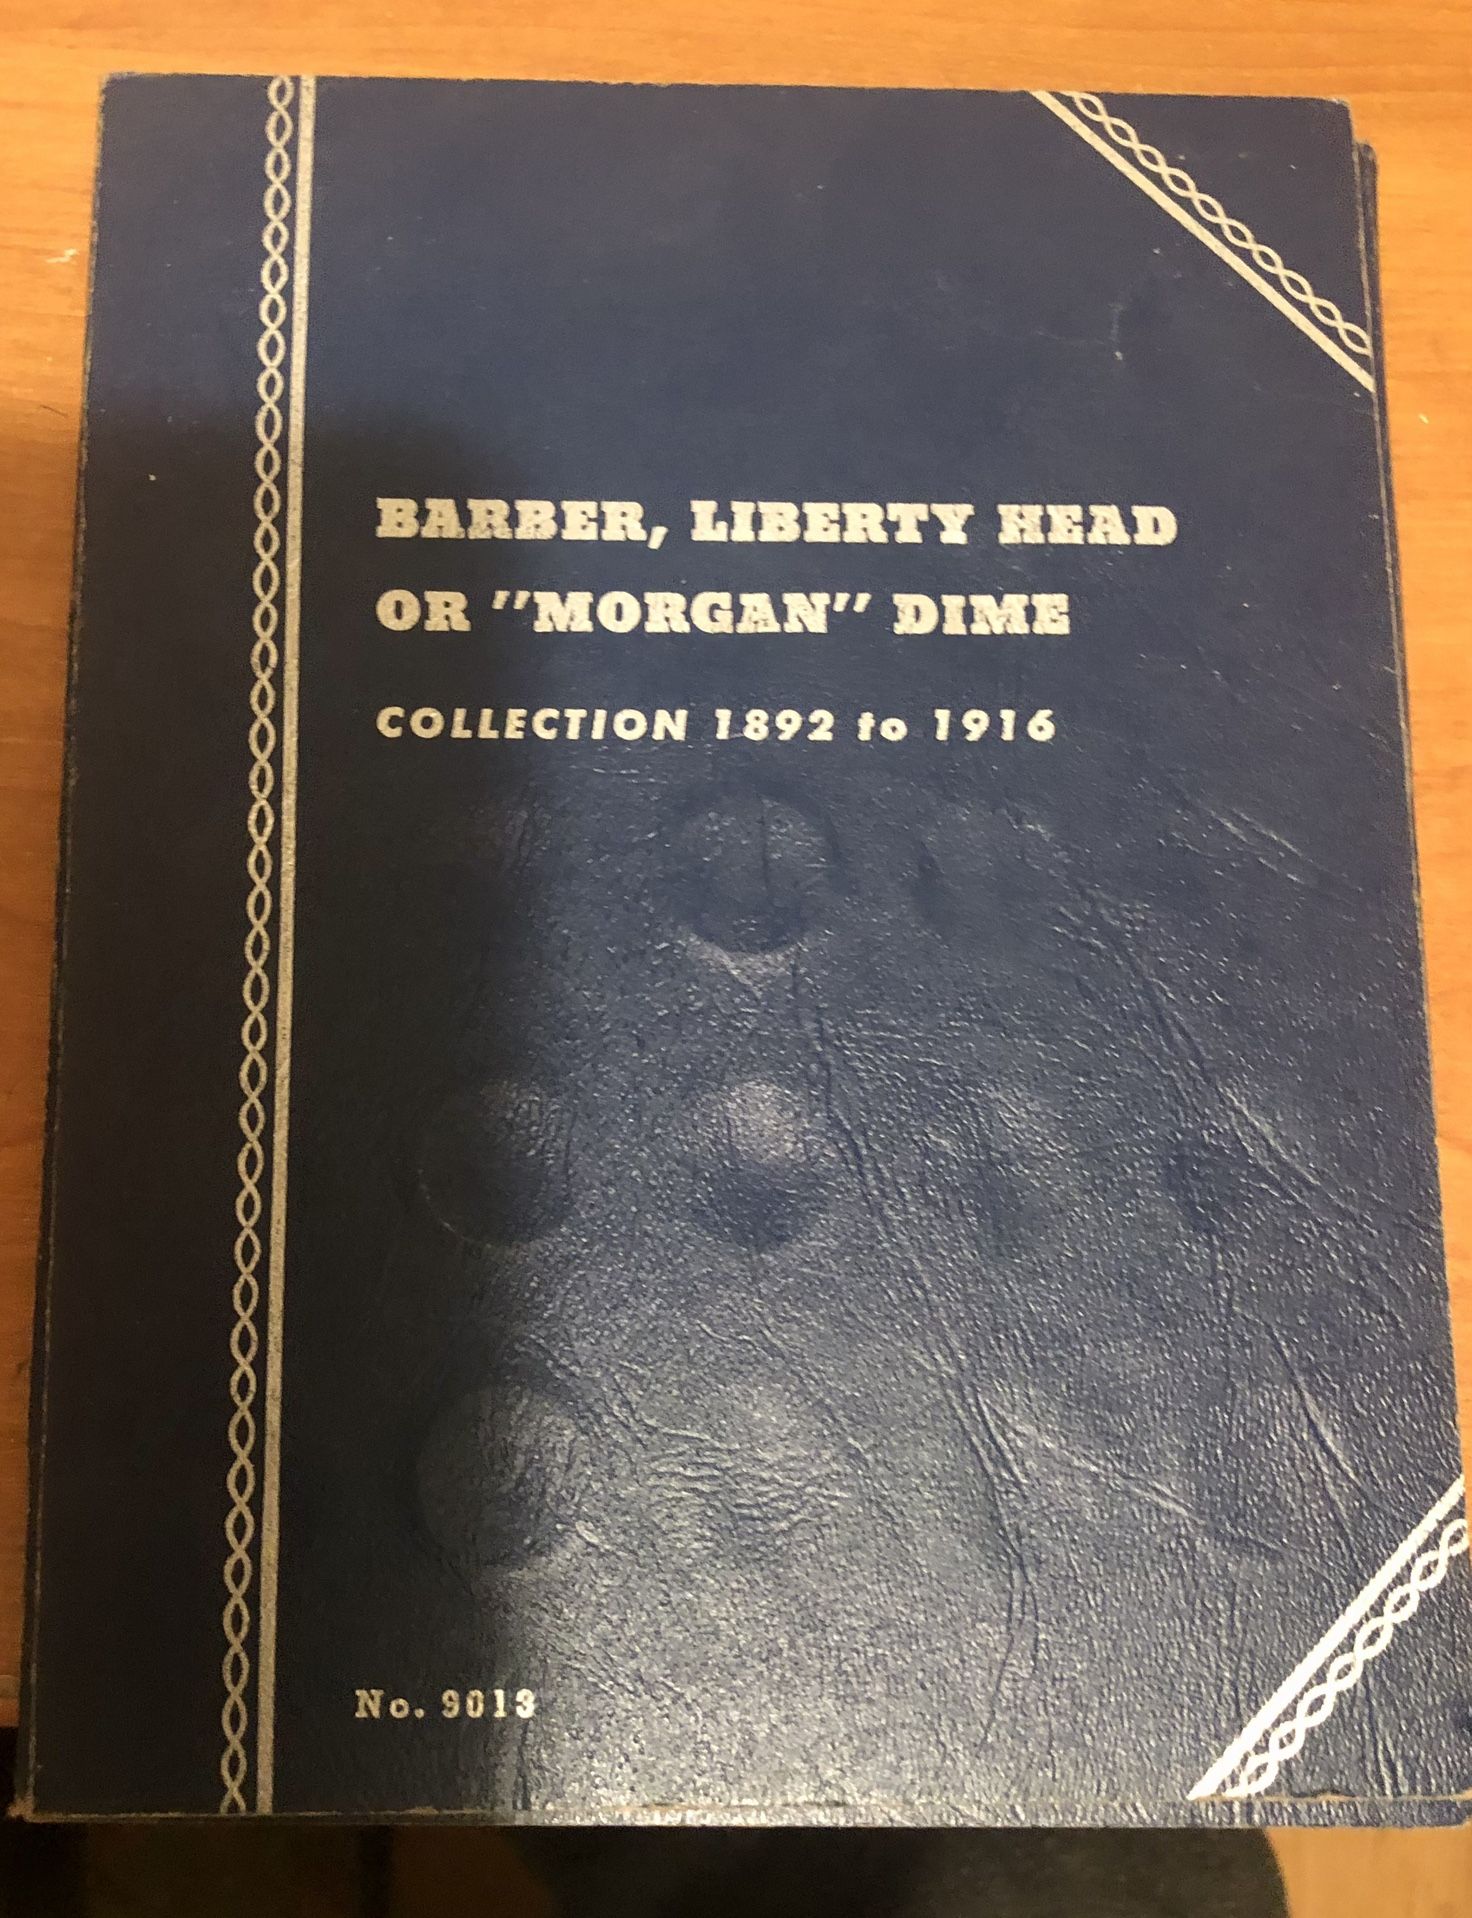 BARBER, LIBERTY HEAD
OR "MORGAN" DIME
COLLECTION 1892 to 1916
No. 9013